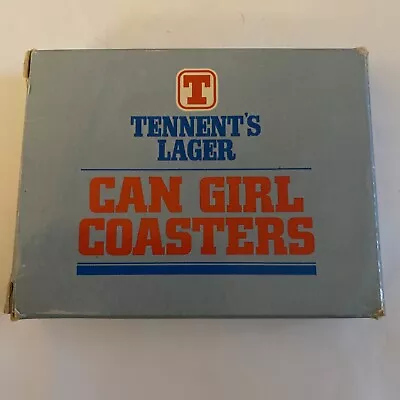 T
TENNENT'S
LAGER
CAN GIRL
COASTERS